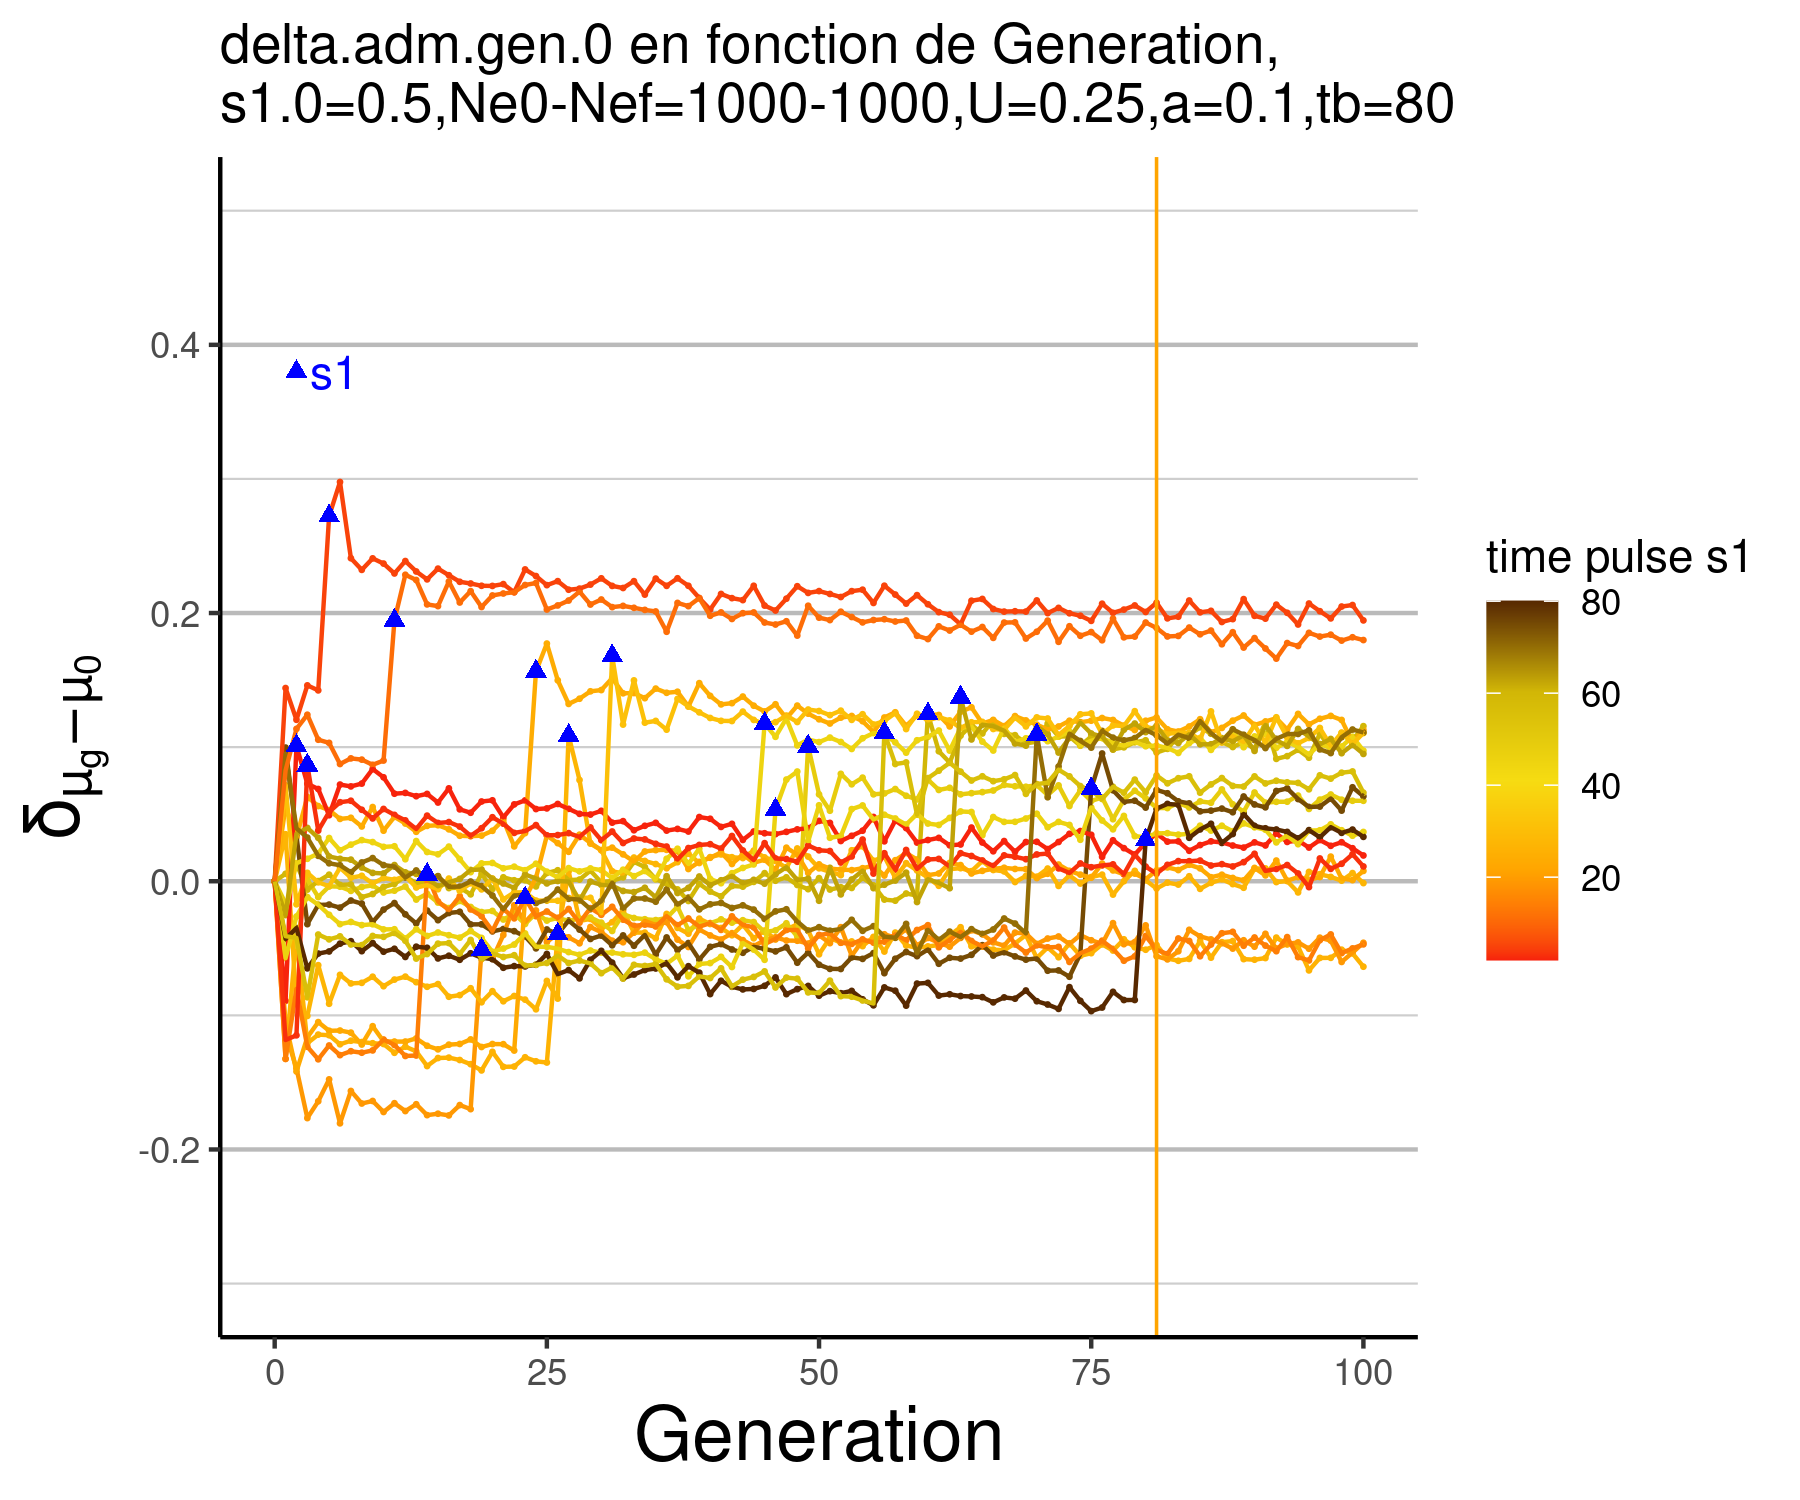 delta.adm.gen.0 en fonction de Generation,
s1.0=0.5,Ne0-Nef=1000-1000,U=0.25,a=0.1,tb=80
δμg−μ0
0.4
0.2
0.0
-0.2
s1
0 25 50 75 100
Generation
time pulse s1
80
60
40
20